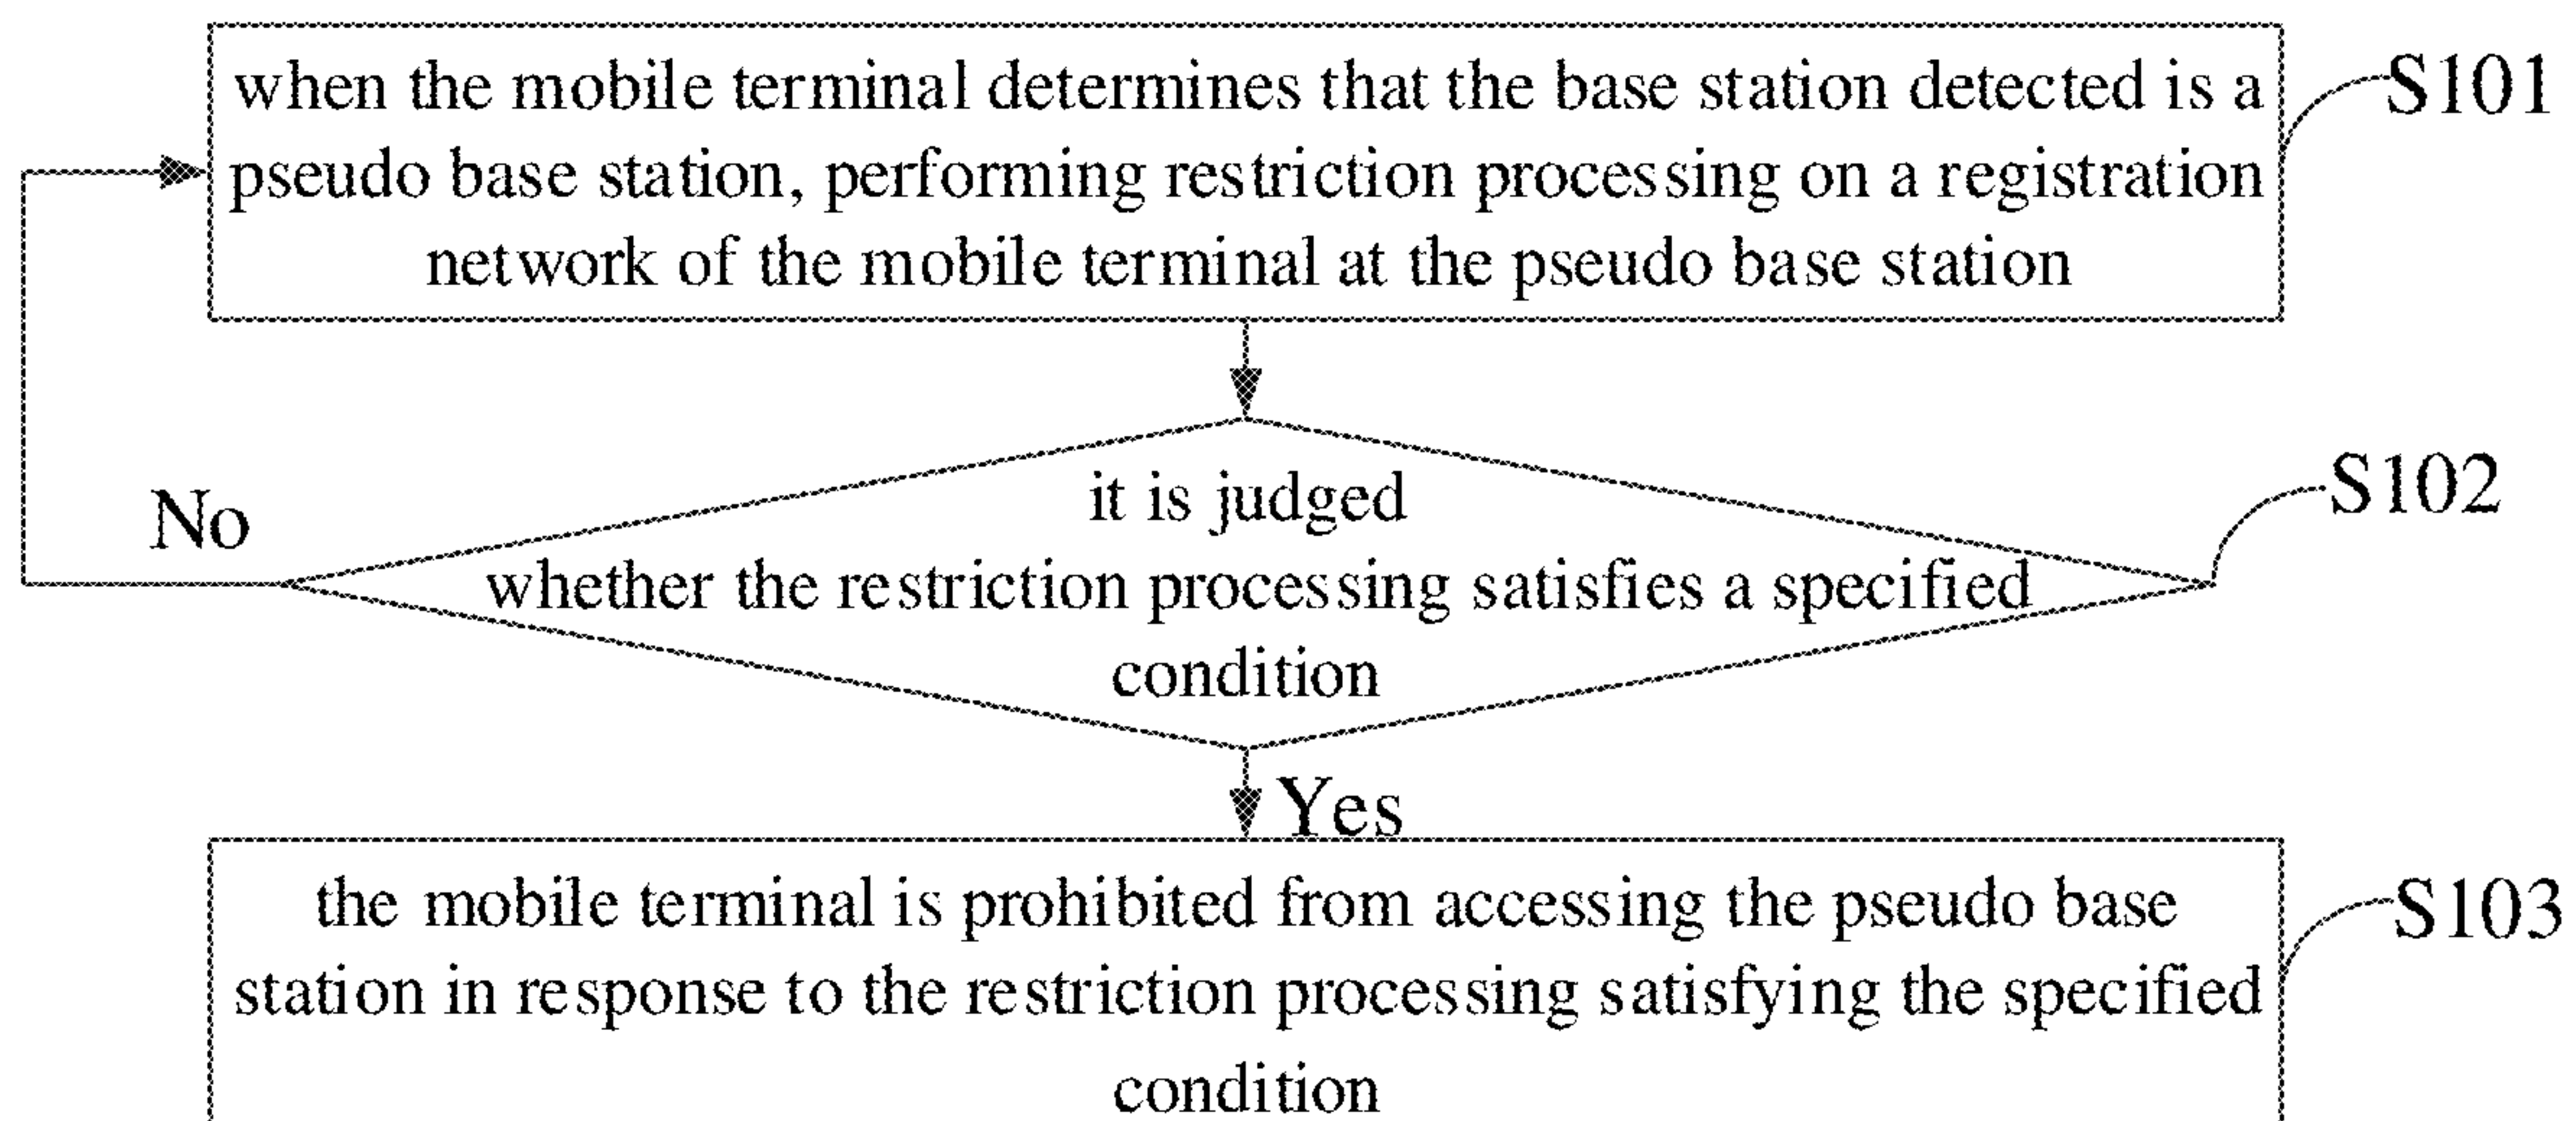 when the mobile terminal determines that the base station detected is a
pseudo base station, performing restriction processing on a registration
network of the mobile terminal at the pseudo base station
S101
it is judged
whether the restriction processing satisfies a specified
condition
S102
No
Yes
the mobile terminal is prohibited from accessing the pseudo base
station in response to the restriction processing satisfying the specified
condition
S103